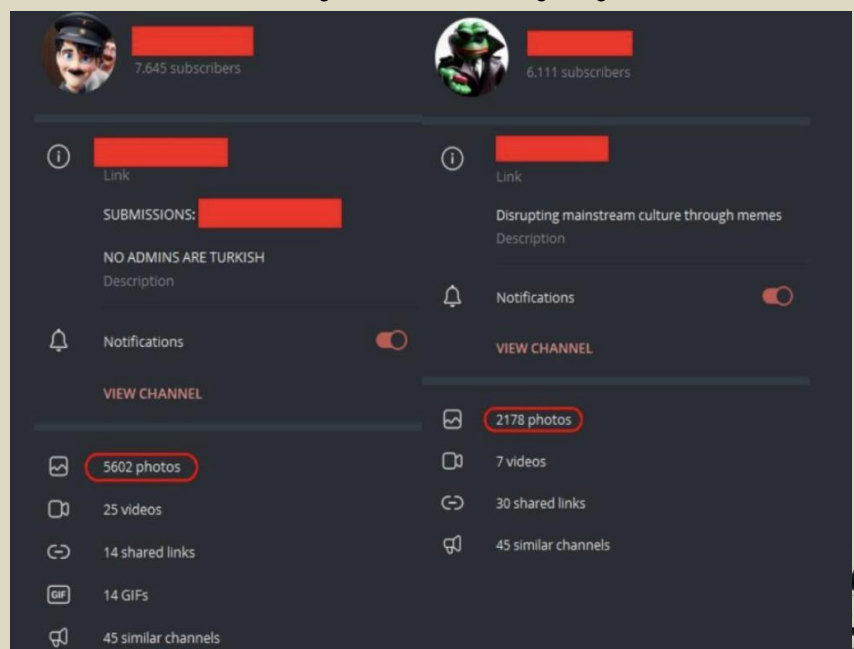 7.645 subscribers
Link
SUBMISSIONS:
NO ADMINS ARE TURKISH
Description
Notifications
VIEW CHANNEL
5602 photos
25 videos
14 shared links
GIF
14 GIFs
45 similar channels
6.111 subscribers
Link
Disrupting mainstream culture through memes
Description
Notifications
VIEW CHANNEL
2178 photos
7 videos
30 shared links
45 similar channels